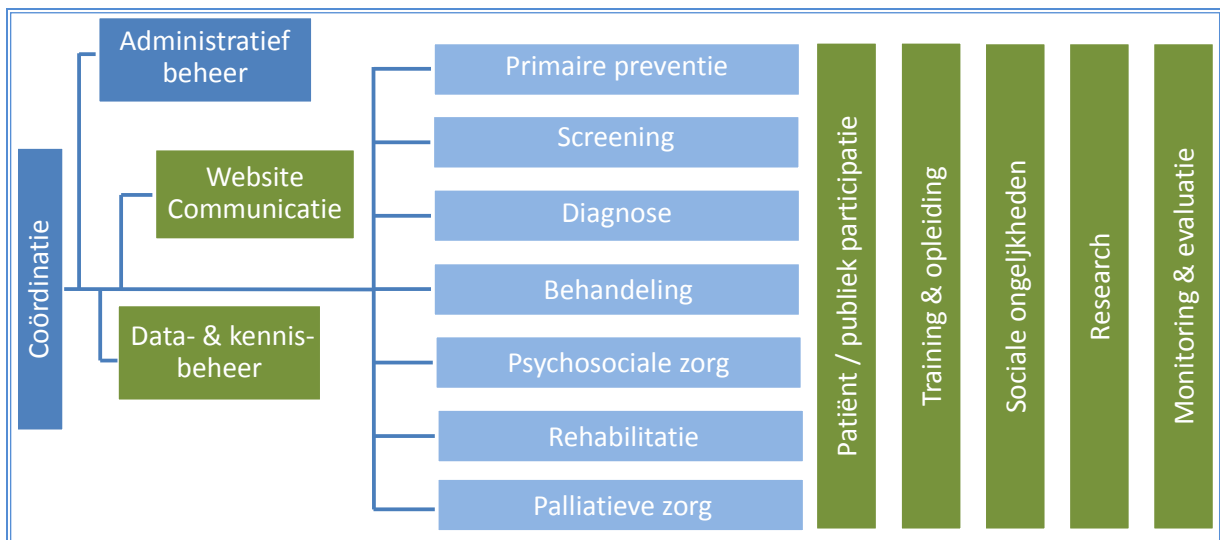 Coördinatie
Administratief
beheer
Website
Communicatie
Data- & kennis-
beheer
Primaire preventie
Screening
Diagnose
Behandeling
Psychosociale zorg
Rehabilitatie
Palliatieve zorg
Patiënt / publiek participatie
Training & opleiding
Sociale ongeljkheden
Research
Monitoring & evaluatie